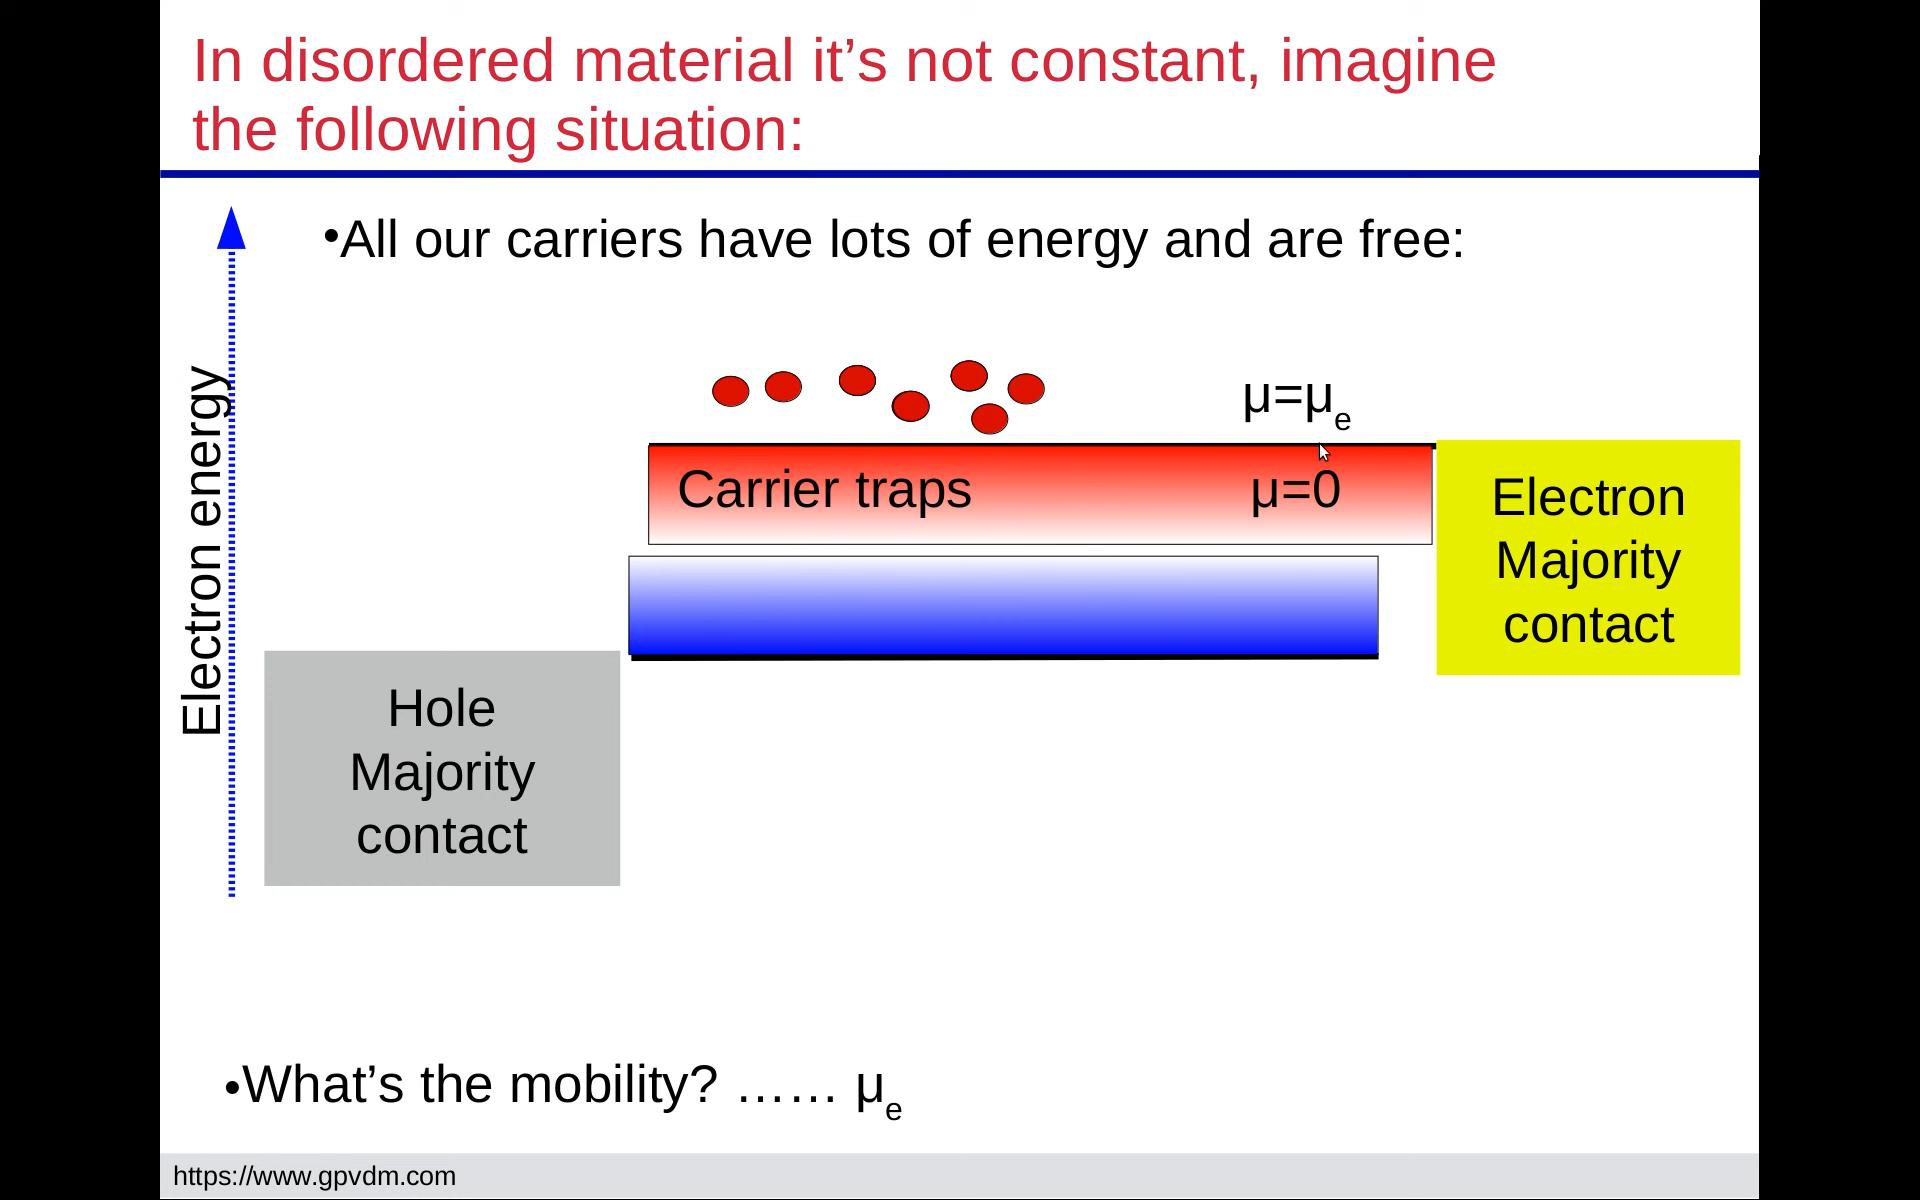 In disordered material it’s not constant, imagine
the following situation:
•All our carriers have lots of energy and are free:
Electron energy
μ=μe
Carrier traps
μ=0
Electron
Majority
contact
Hole
Majority
contact
•What’s the mobility? …… μe
https://www.gpvdm.com